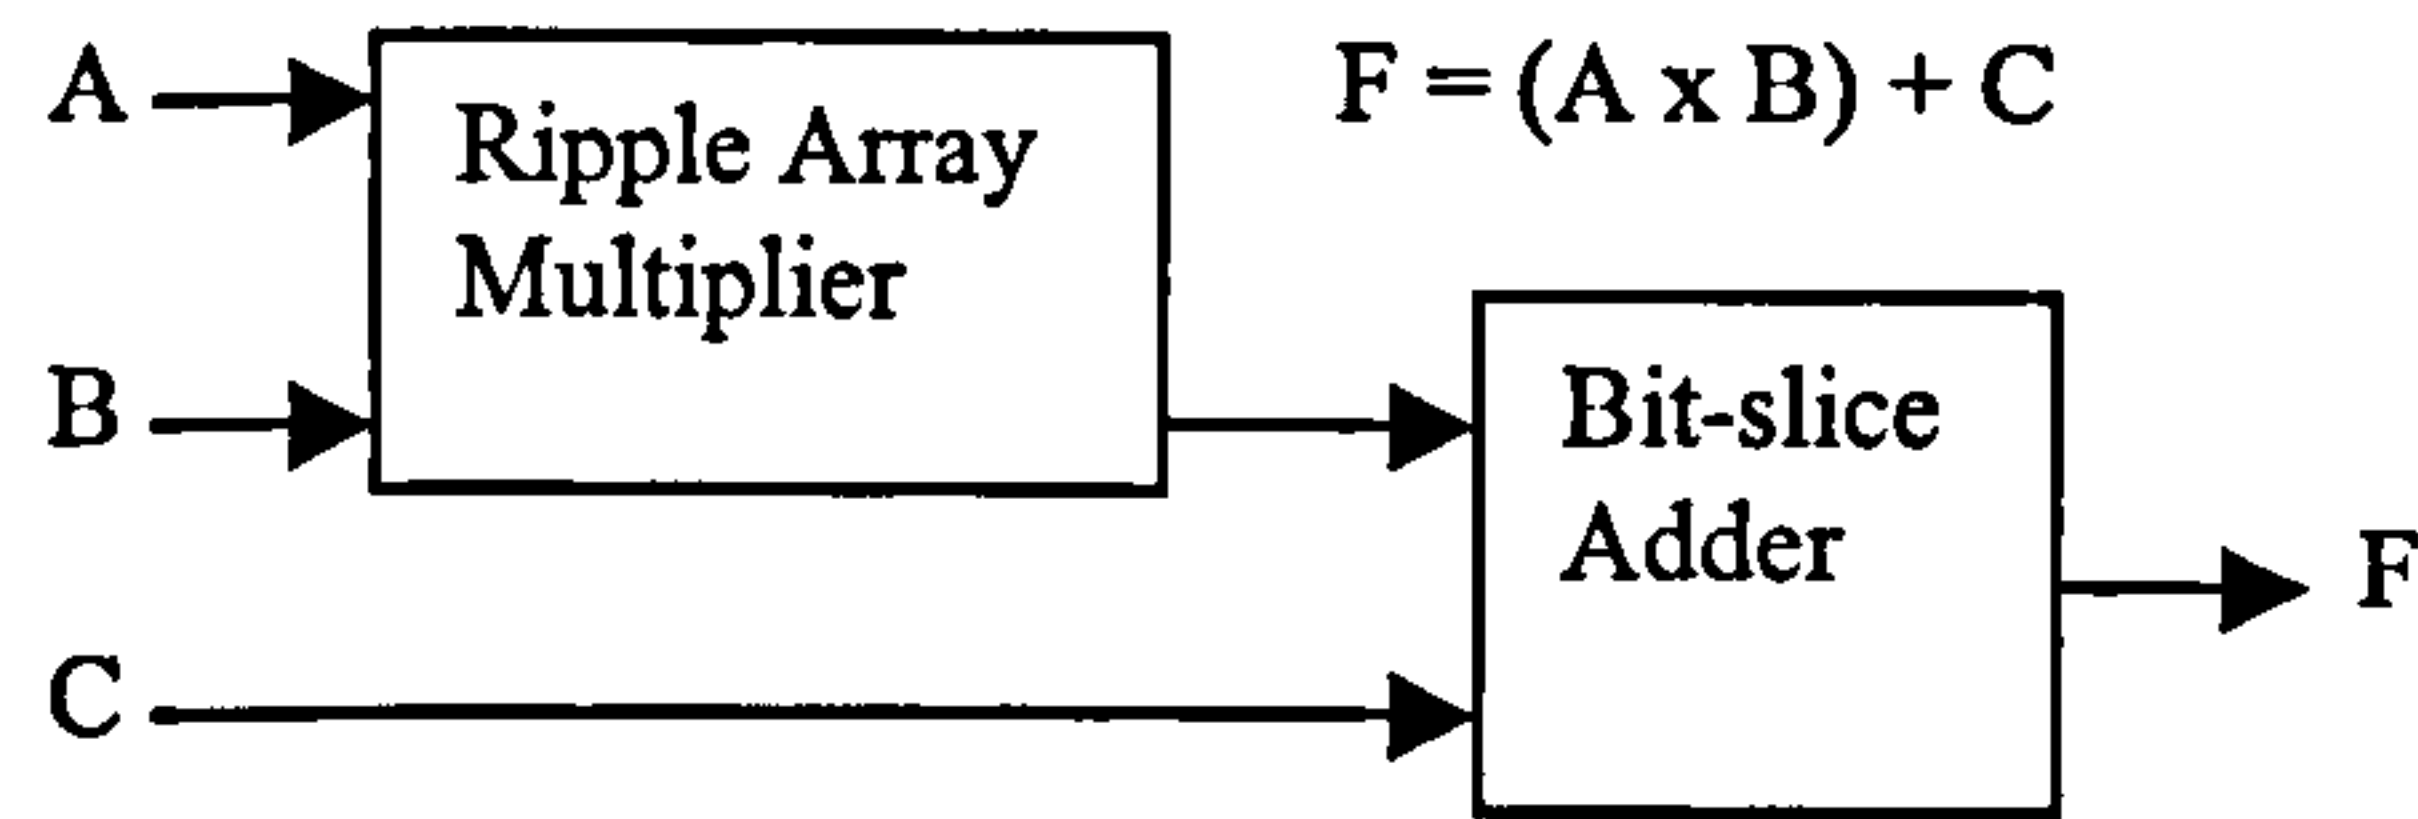 A
Ripple Array
Multiplier
F = (A x B) + C
B
Bit-slice
Adder
F
C